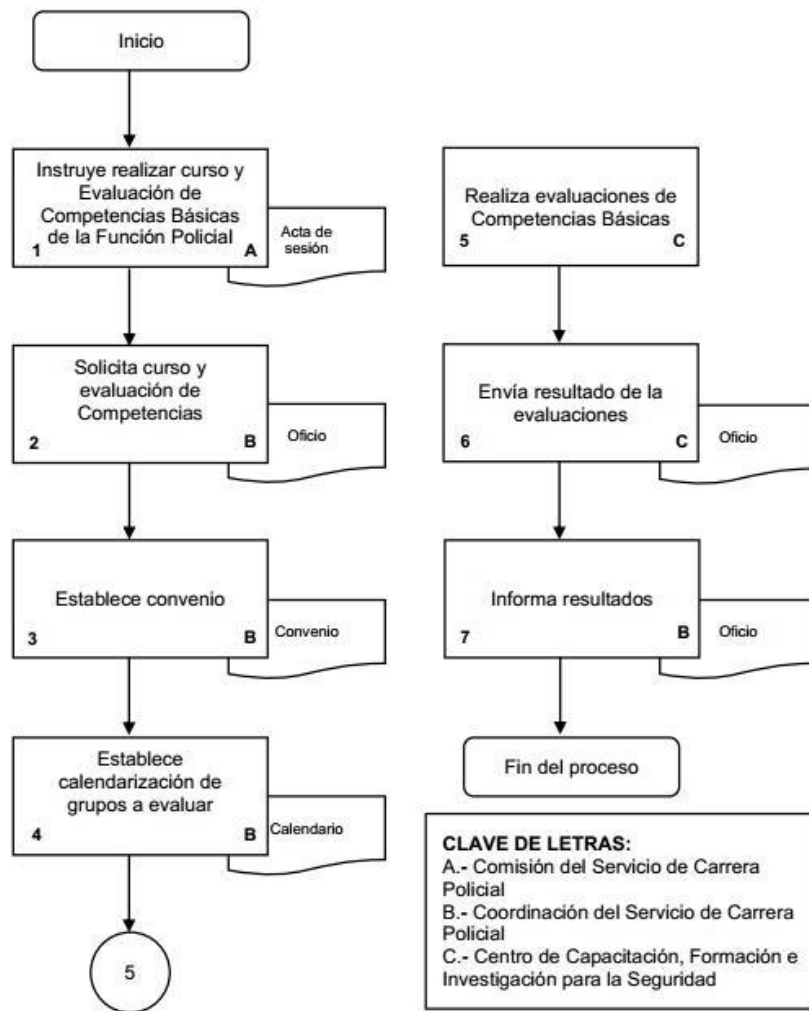 Inicio
Instruye realizar curso y
Evaluación de
Competencias Básicas
de la Función Policial
1 A
Acta de
sesión
Solicita curso y
evaluación de
Competencias
2 B
Oficio
Establece convenio
3 B
Convenio
Establece
calendarización de
grupos a evaluar
4 B
Calendario
5
Realiza evaluaciones de
Competencias Básicas
5 C
Envía resultado de la
evaluaciones
6 C
Oficio
Informa resultados
7 B
Oficio
Fin del proceso
CLAVE DE LETRAS:
A.- Comisión del Servicio de Carrera
Policial
B.- Coordinación del Servicio de Carrera
Policial
C.- Centro de Capacitación, Formación e
Investigación para la Seguridad